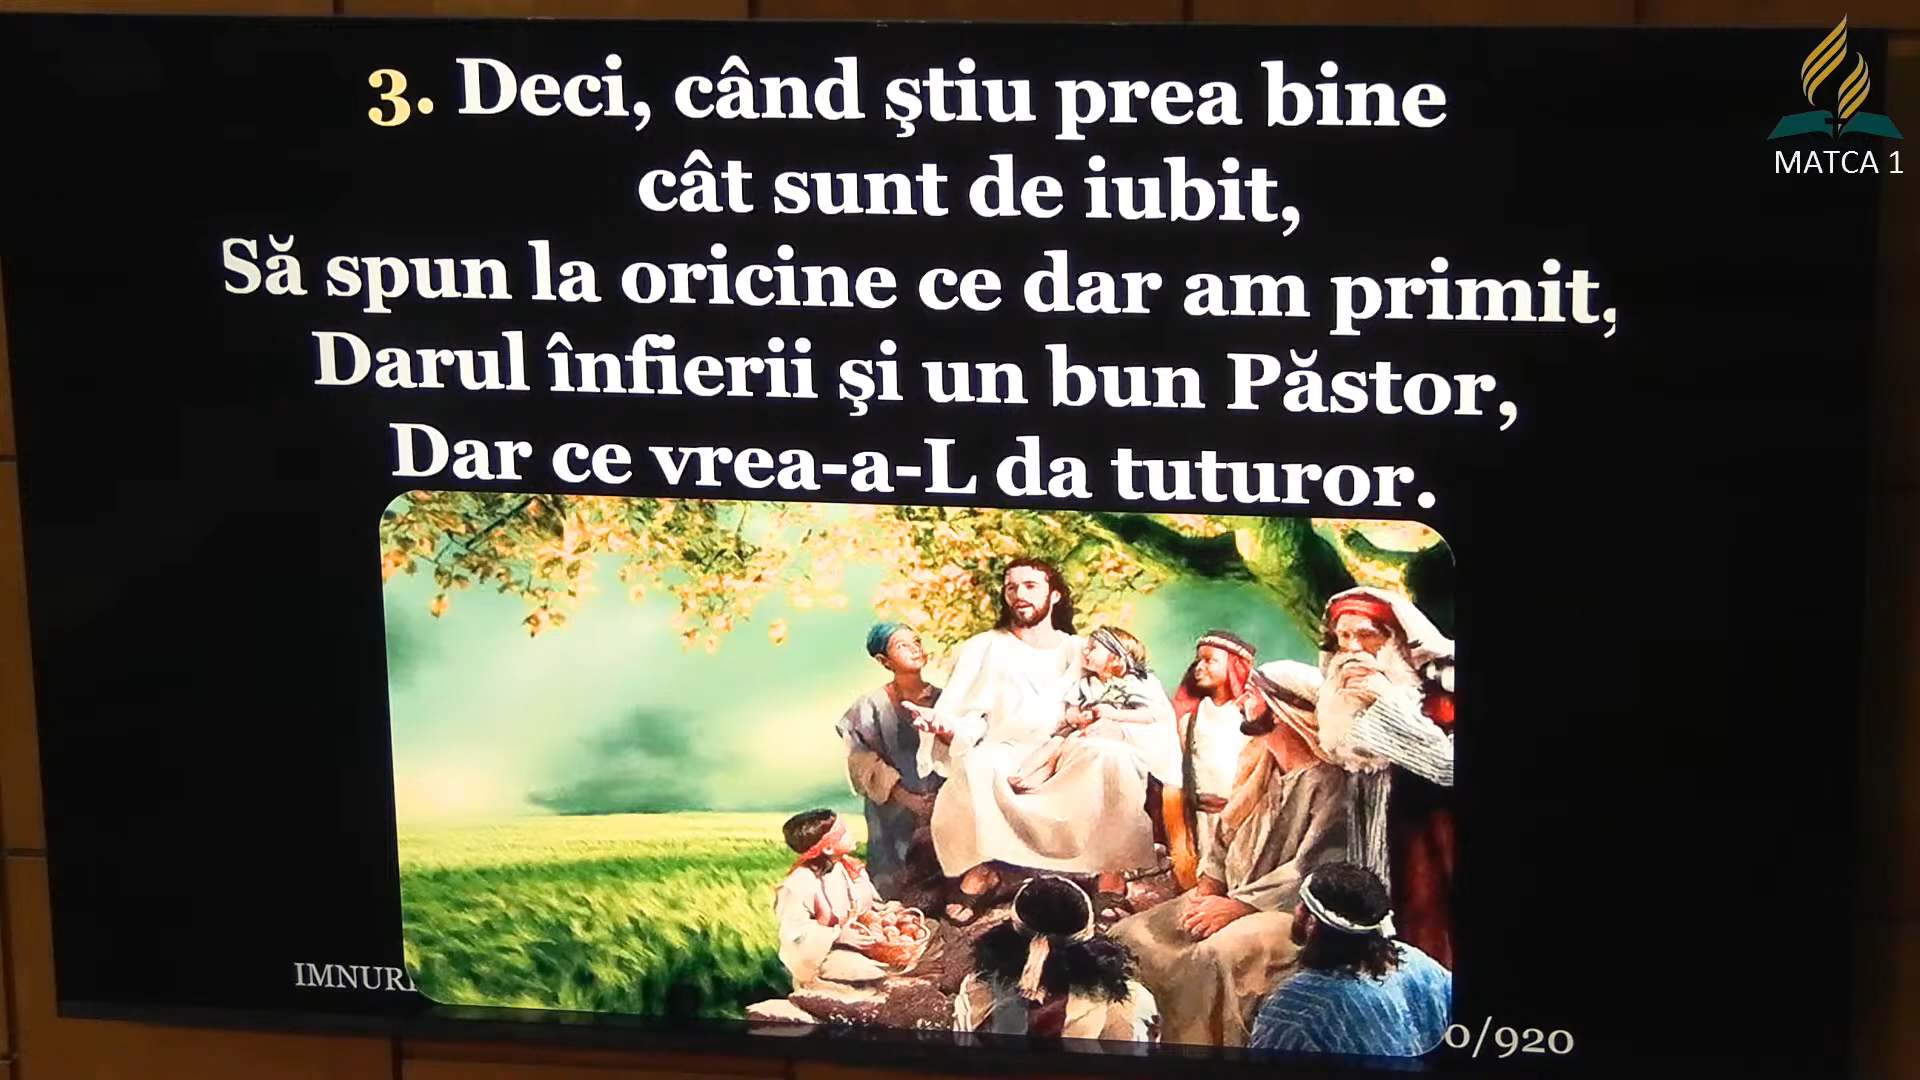 3. Deci, când ştiu prea bine
cât sunt de iubit,
Să spun la oricine ce dar am primit,
Darul înfierii şi un bun Păstor,
Dar ce vrea-a-L da tuturor.
MATCA 1
0/920